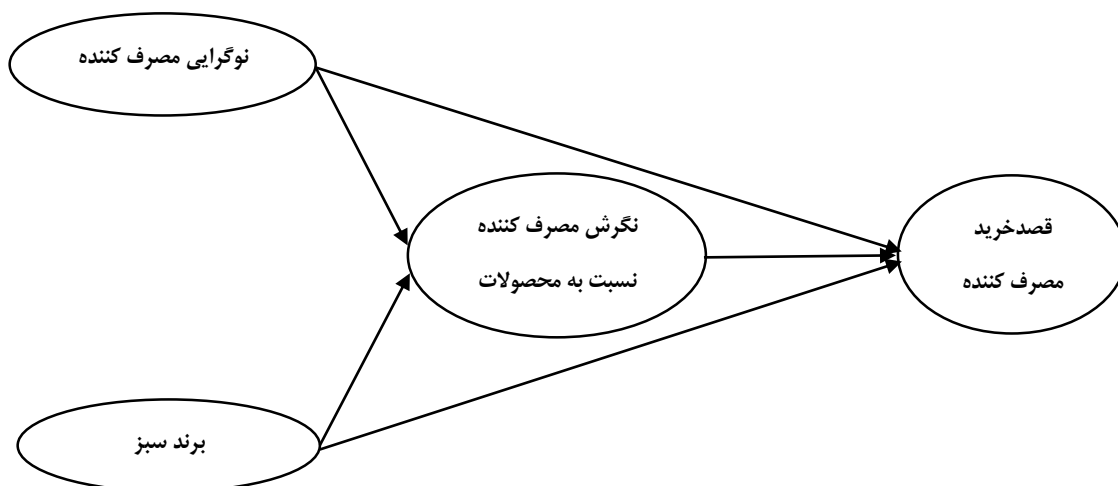 نوگرایی مصرف کننده
نگرش مصرف کننده
نسبت به محصولات
قصدخرید
مصرف کننده
برند سبز